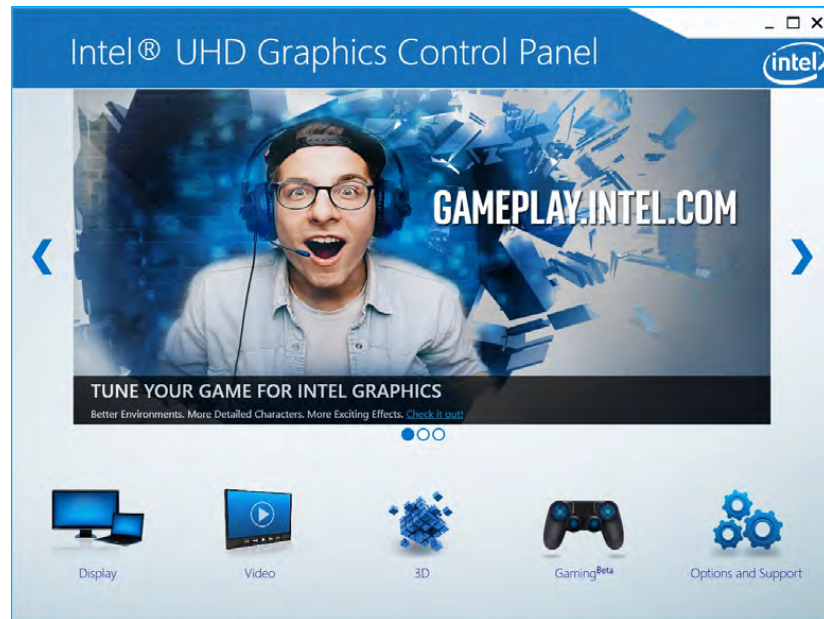 Intel® UHD Graphics Control Panel
intel
GAMEPLAY.INTEL.COM
TUNE YOUR GAME FOR INTEL GRAPHICS
Better Environments. More Detailed Characters. More Exciting Effects. Check it out!
Display
Video
3D
GamingBeta
Options and Support